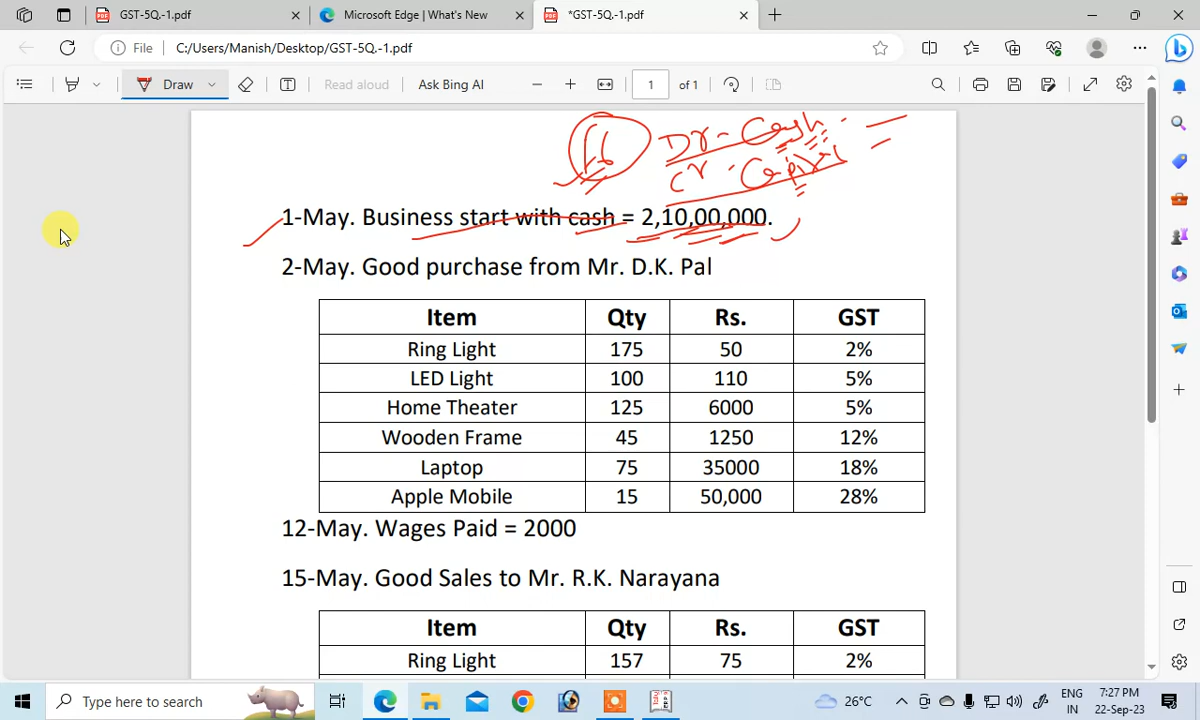 GST-5Q.-1.pdf
Microsoft Edge | What's New
*GST-5Q.-1.pdf
File
C:/Users/Manish/Desktop/GST-5Q.-1.pdf
Draw
Read aloud
Ask Bing AI
1
of 1
Dr - Cash
Cr - Capital
1-May. Business start with cash = 2,10,00,000.
2-May. Good purchase from Mr. D.K. Pal
Item Qty Rs. GST
Ring Light 175 50 2%
LED Light 100 110 5%
Home Theater 125 6000 5%
Wooden Frame 45 1250 12%
Laptop 75 35000 18%
Apple Mobile 15 50,000 28%
12-May. Wages Paid = 2000
15-May. Good Sales to Mr. R.K. Narayana
Item Qty Rs. GST
Ring Light 157 75 2%
Type here to search
26°C
ENG
IN
7:27 PM
22-Sep-23